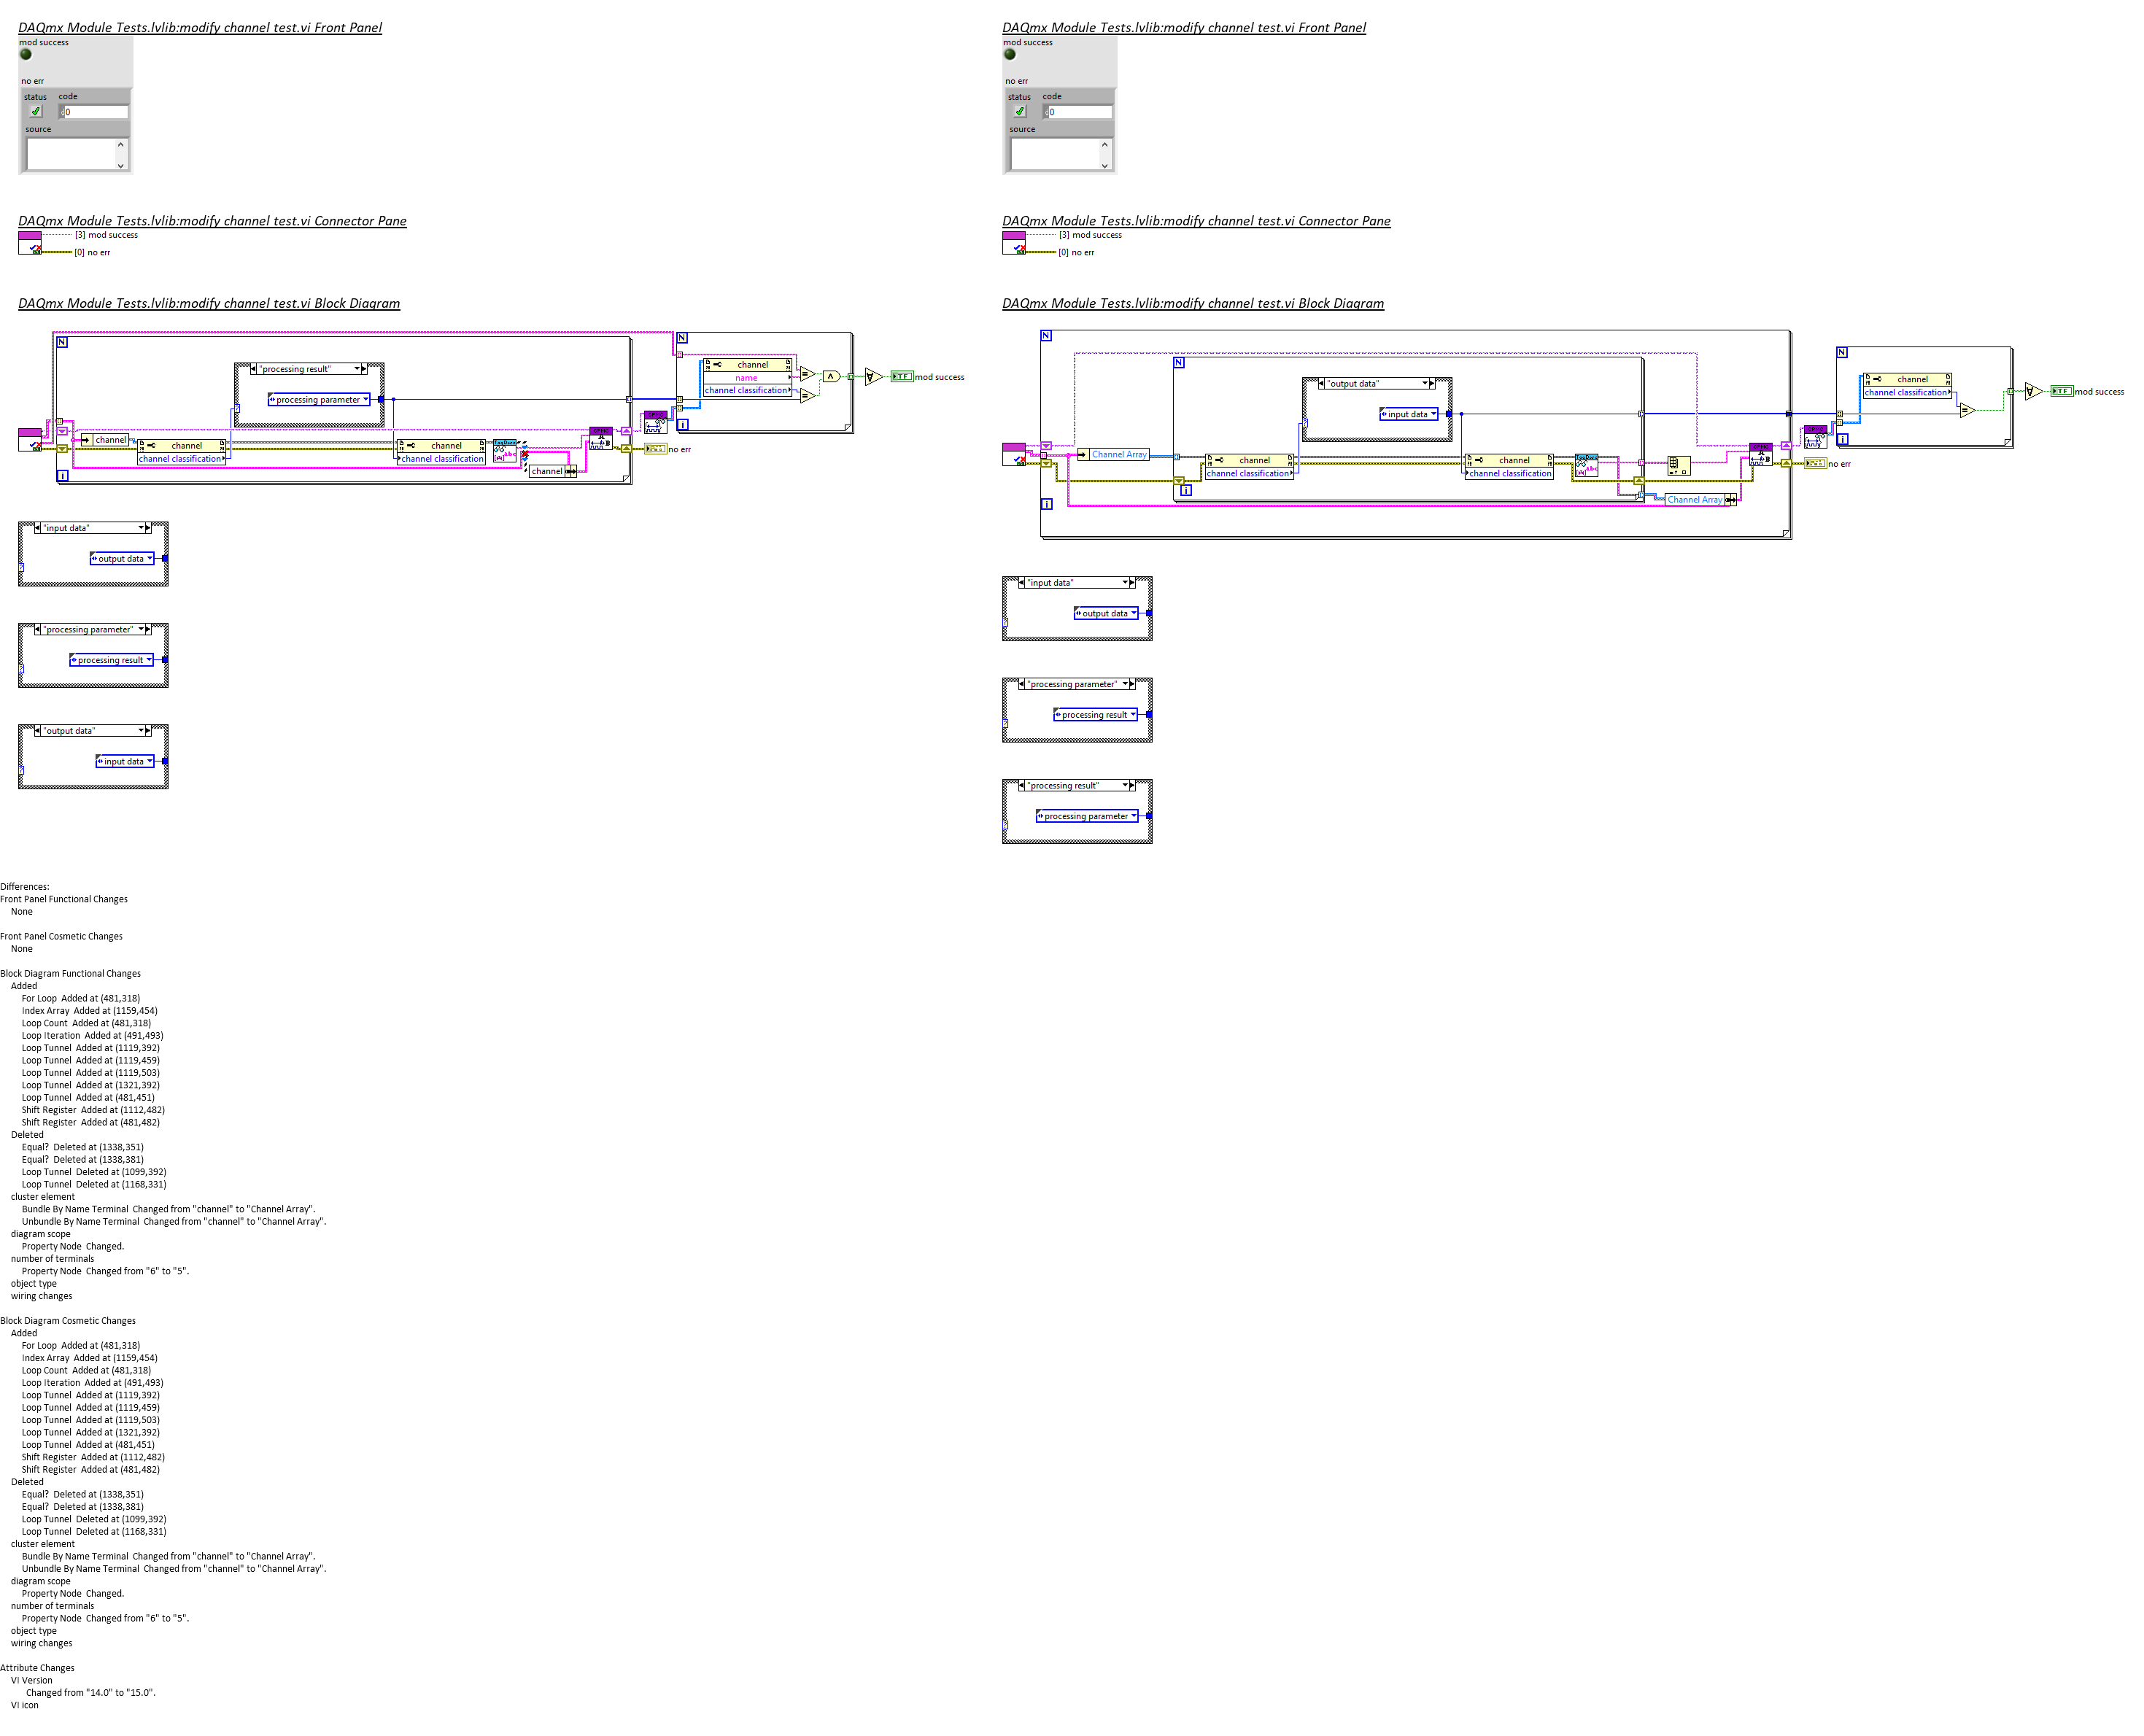 DAQmx Module Tests.lvlib:modify channel test.vi Front Panel
mod success
no err
status code
0
source
DAQmx Module Tests.lvlib:modify channel test.vi Connector Pane
[3] mod success
[0] no err
DAQmx Module Tests.lvlib:modify channel test.vi Block Diagram
N
"processing result"
processing parameter
channel
channel
channel classification
channel
channel classification
channel
i
no err
N
channel
name
channel classification
i
TF
mod success
"input data"
output data
"processing parameter"
processing result
"output data"
input data
DAQmx Module Tests.lvlib:modify channel test.vi Front Panel
mod success
no err
status code
0
source
DAQmx Module Tests.lvlib:modify channel test.vi Connector Pane
[3] mod success
[0] no err
DAQmx Module Tests.lvlib:modify channel test.vi Block Diagram
N
N
"output data"
input data
Channel Array
channel
channel classification
channel
channel classification
i
Channel Array
i
no err
N
channel
channel classification
i
TF
mod success
"input data"
output data
"processing parameter"
processing result
"processing result"
processing parameter
Differences:
Front Panel Functional Changes
None
Front Panel Cosmetic Changes
None
Block Diagram Functional Changes
Added
For Loop  Added at (481,318)
Index Array  Added at (1159,454)
Loop Count  Added at (481,318)
Loop Iteration  Added at (491,493)
Loop Tunnel  Added at (1119,392)
Loop Tunnel  Added at (1119,459)
Loop Tunnel  Added at (1119,503)
Loop Tunnel  Added at (1321,392)
Loop Tunnel  Added at (481,451)
Shift Register  Added at (1112,482)
Shift Register  Added at (481,482)
Deleted
Equal?  Deleted at (1338,351)
Equal?  Deleted at (1338,381)
Loop Tunnel  Deleted at (1099,392)
Loop Tunnel  Deleted at (1168,331)
cluster element
Bundle By Name Terminal  Changed from "channel" to "Channel Array".
Unbundle By Name Terminal  Changed from "channel" to "Channel Array".
diagram scope
Property Node  Changed.
number of terminals
Property Node  Changed from "6" to "5".
object type
wiring changes
Block Diagram Cosmetic Changes
Added
For Loop  Added at (481,318)
Index Array  Added at (1159,454)
Loop Count  Added at (481,318)
Loop Iteration  Added at (491,493)
Loop Tunnel  Added at (1119,392)
Loop Tunnel  Added at (1119,459)
Loop Tunnel  Added at (1119,503)
Loop Tunnel  Added at (1321,392)
Loop Tunnel  Added at (481,451)
Shift Register  Added at (1112,482)
Shift Register  Added at (481,482)
Deleted
Equal?  Deleted at (1338,351)
Equal?  Deleted at (1338,381)
Loop Tunnel  Deleted at (1099,392)
Loop Tunnel  Deleted at (1168,331)
cluster element
Bundle By Name Terminal  Changed from "channel" to "Channel Array".
Unbundle By Name Terminal  Changed from "channel" to "Channel Array".
diagram scope
Property Node  Changed.
number of terminals
Property Node  Changed from "6" to "5".
object type
wiring changes
Attribute Changes
VI Version
Changed from "14.0" to "15.0".
VI icon